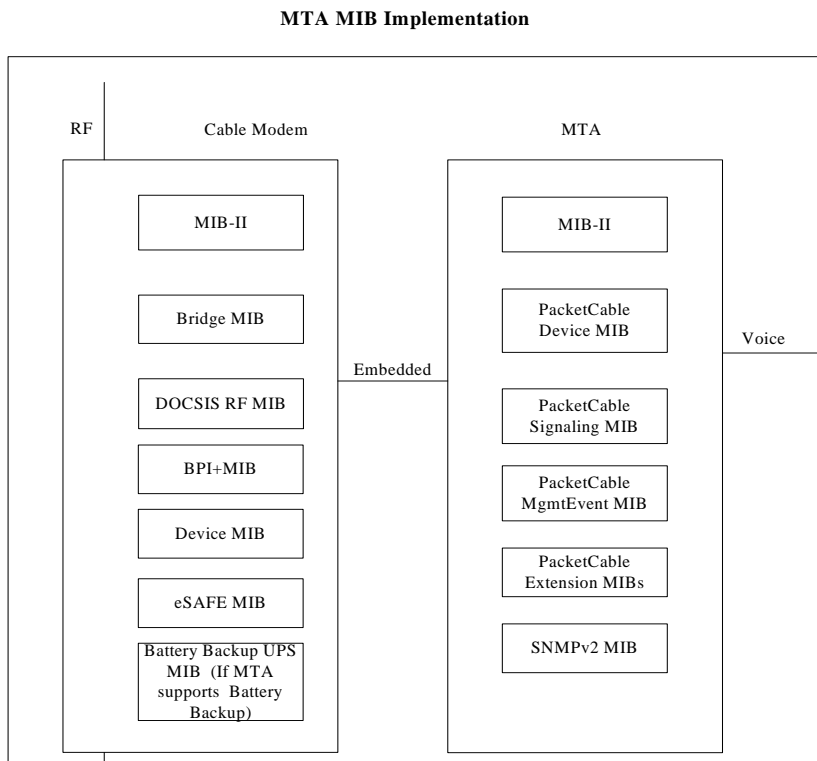 MTA MIB Implementation
RF
Cable Modem
MTA
MIB-II
Bridge MIB
DOCSIS RF MIB
BPI+MIB
Device MIB
eSAFE MIB
Battery Backup UPS
MIB (If MTA
supports Battery
Backup)
Embedded
MIB-II
PacketCable
Device MIB
PacketCable
Signaling MIB
PacketCable
MgmtEvent MIB
PacketCable
Extension MIBs
SNMPv2 MIB
Voice